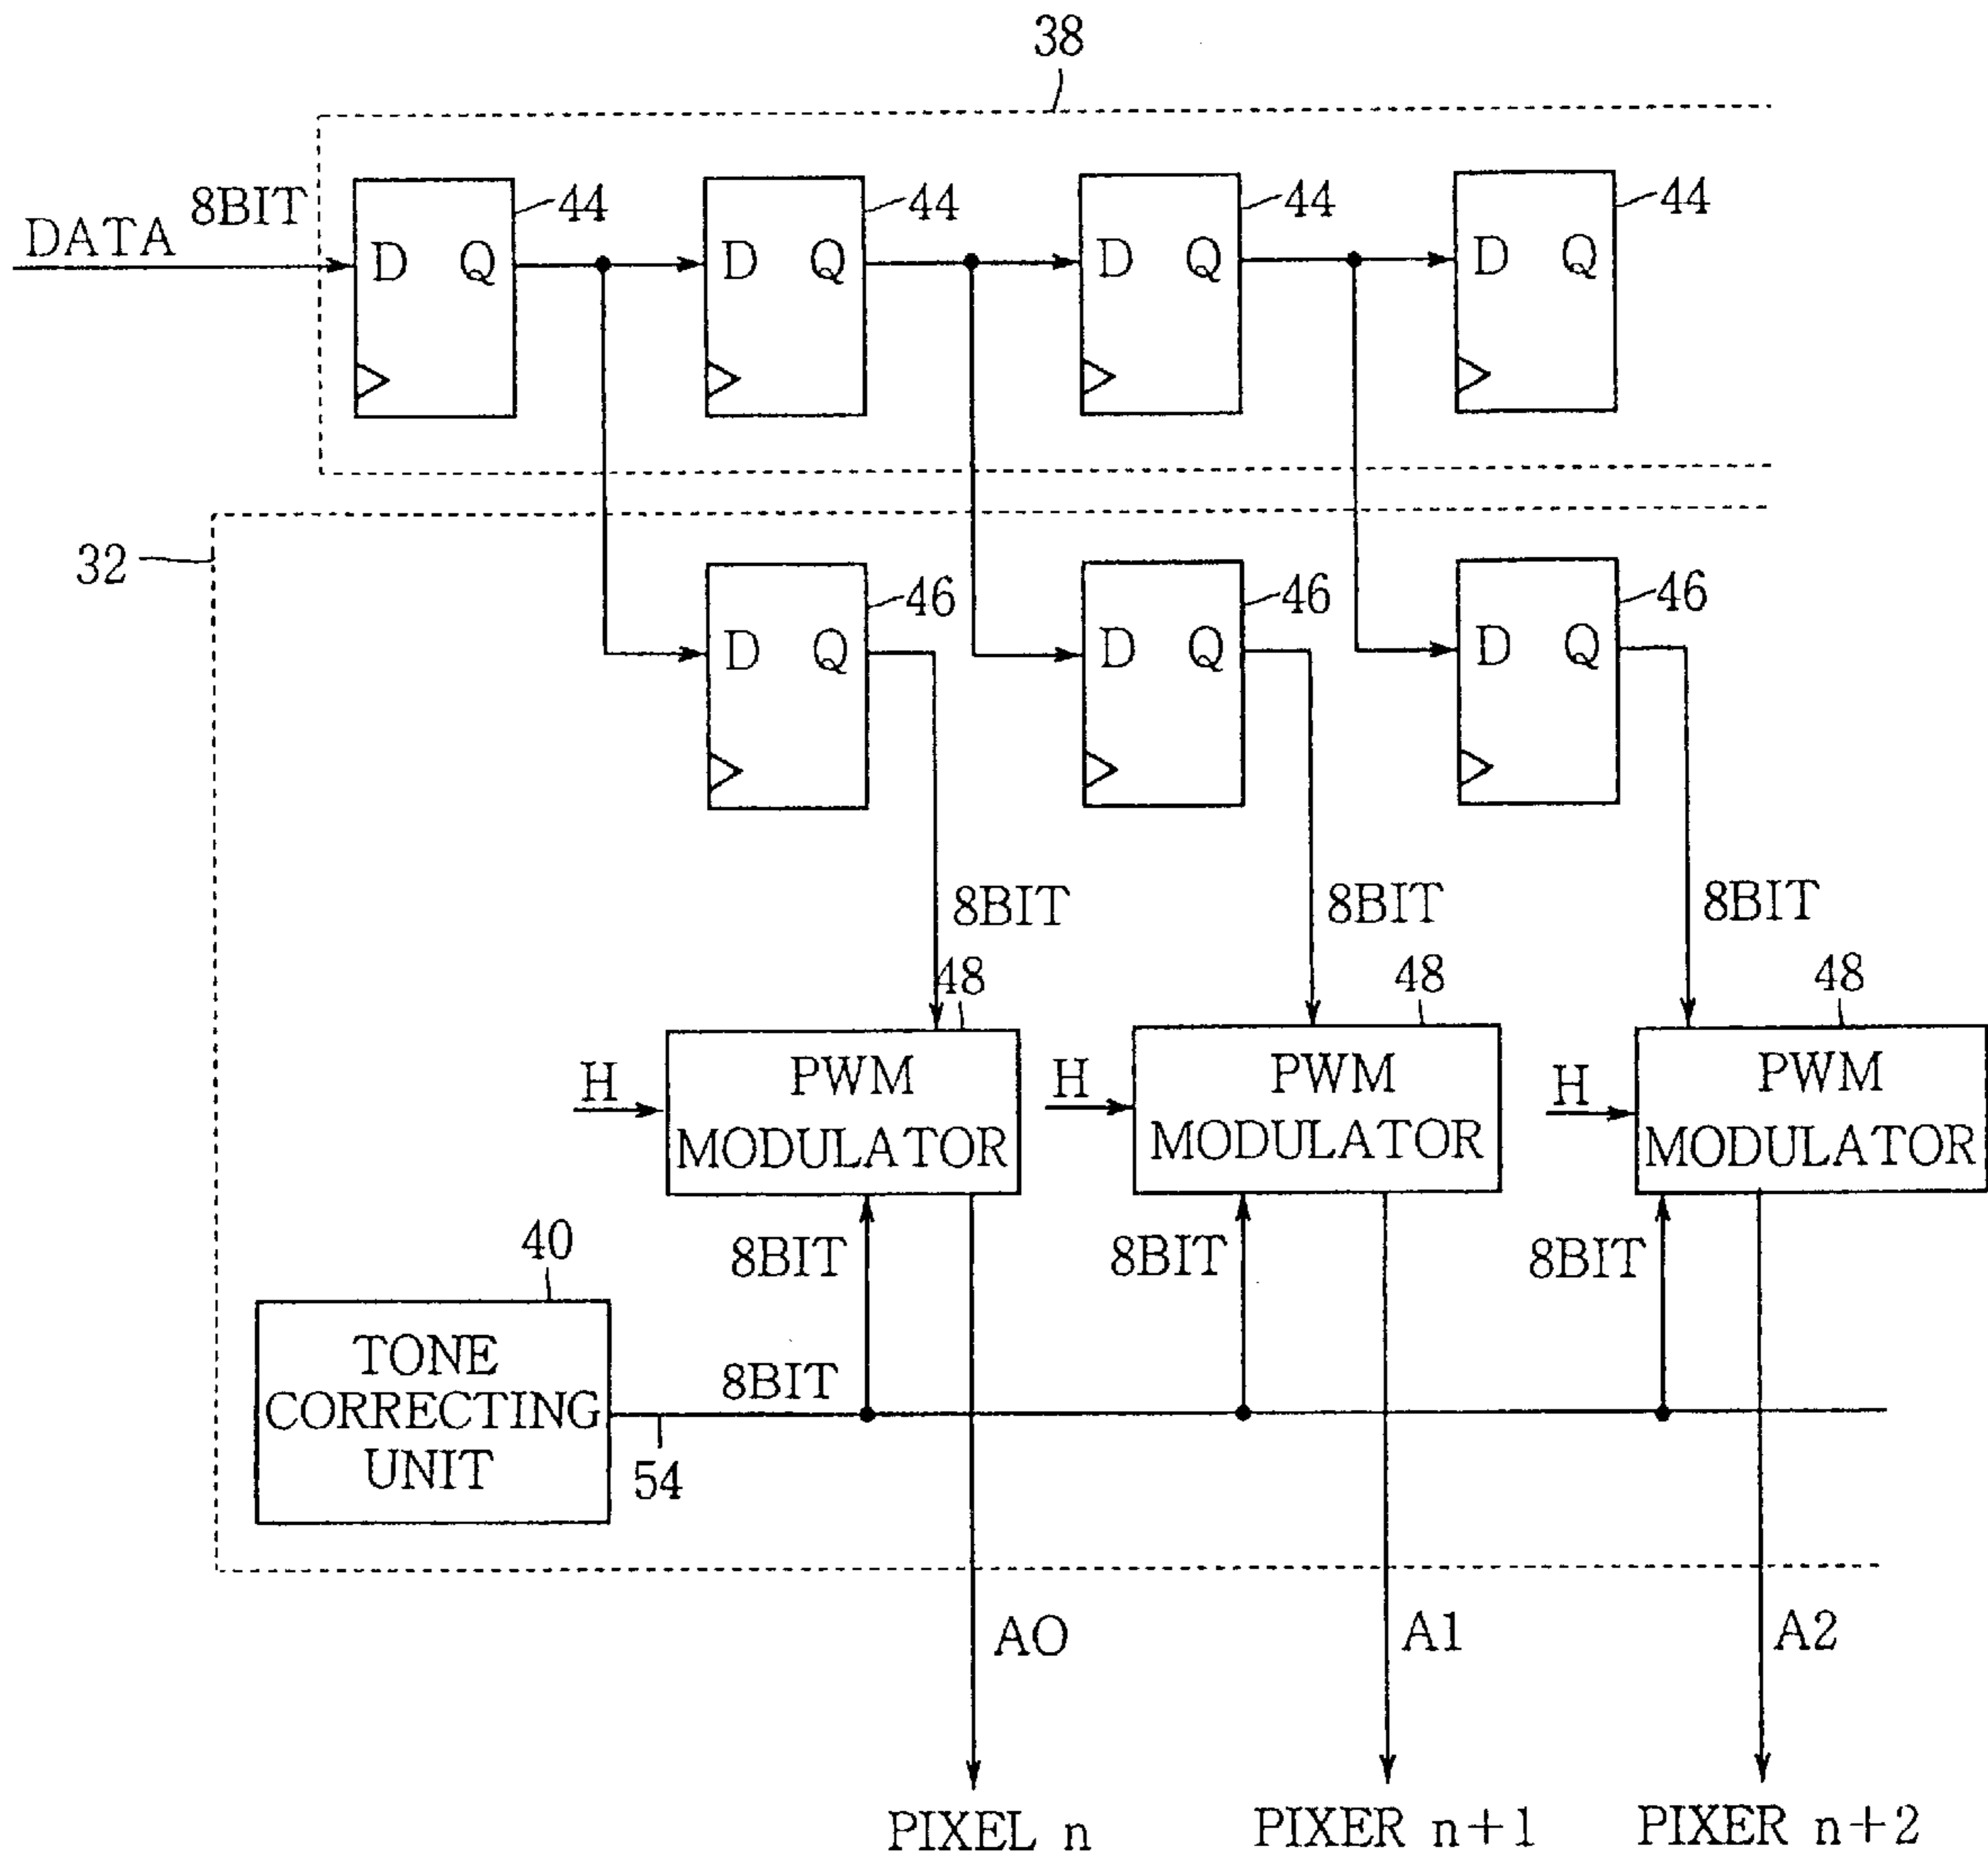 38
8BIT
44
44
44
44
DATA
D Q
D Q
D Q
D Q
32
46
46
46
D Q
D Q
D Q
8BIT
8BIT
8BIT
48
48
48
H
PWM
MODULATOR
H
PWM
MODULATOR
H
PWM
MODULATOR
40
8BIT
8BIT
8BIT
TONE
CORRECTING
UNIT
8BIT
54
A0
A1
A2
PIXEL n
PIXER n+1
PIXER n+2